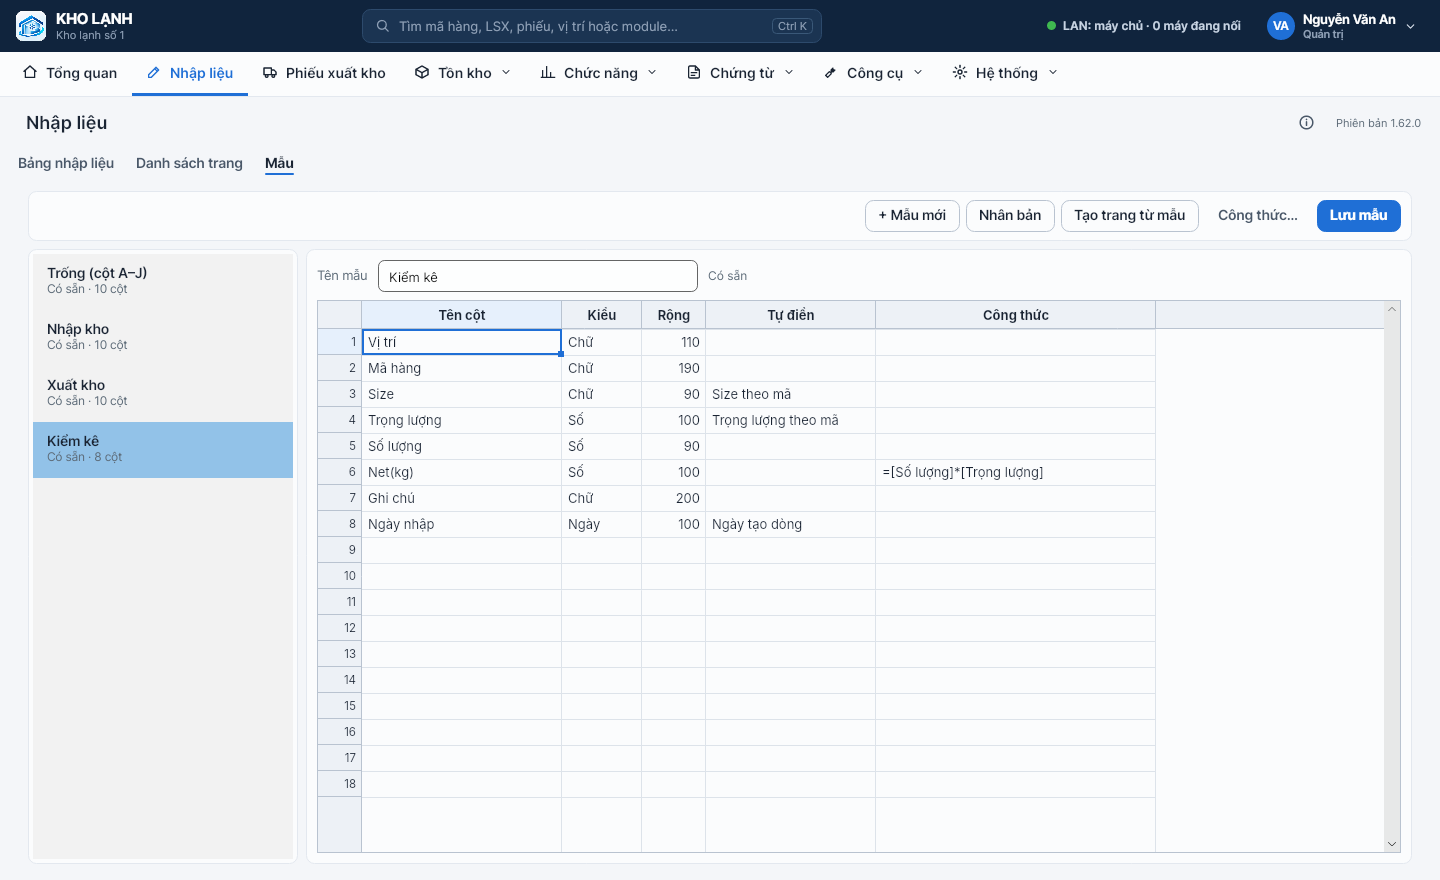 KHO LẠNH
Kho lạnh số 1
Tìm mã hàng, LSX, phiếu, vị trí hoặc module...
Ctrl K
LAN: máy chủ · 0 máy đang nối
VA
Nguyễn Văn An
Quản trị
Tổng quan
Nhập liệu
Phiếu xuất kho
Tồn kho
Chức năng
Chứng từ
Công cụ
Hệ thống
Nhập liệu
Phiên bản 1.62.0
Bảng nhập liệu
Danh sách trang
Mẫu
+ Mẫu mới
Nhân bản
Tạo trang từ mẫu
Công thức...
Lưu mẫu
Trống (cột A–J)
Có sẵn · 10 cột
Nhập kho
Có sẵn · 10 cột
Xuất kho
Có sẵn · 10 cột
Kiểm kê
Có sẵn · 8 cột
Tên mẫu
Kiểm kê
Có sẵn
Tên cột Kiểu Rộng Tự điền Công thức
1 Vị trí Chữ 110
2 Mã hàng Chữ 190
3 Size Chữ 90 Size theo mã
4 Trọng lượng Số 100 Trọng lượng theo mã
5 Số lượng Số 90
6 Net(kg) Số 100 =[Số lượng]*[Trọng lượng]
7 Ghi chú Chữ 200
8 Ngày nhập Ngày 100 Ngày tạo dòng
9
10
11
12
13
14
15
16
17
18